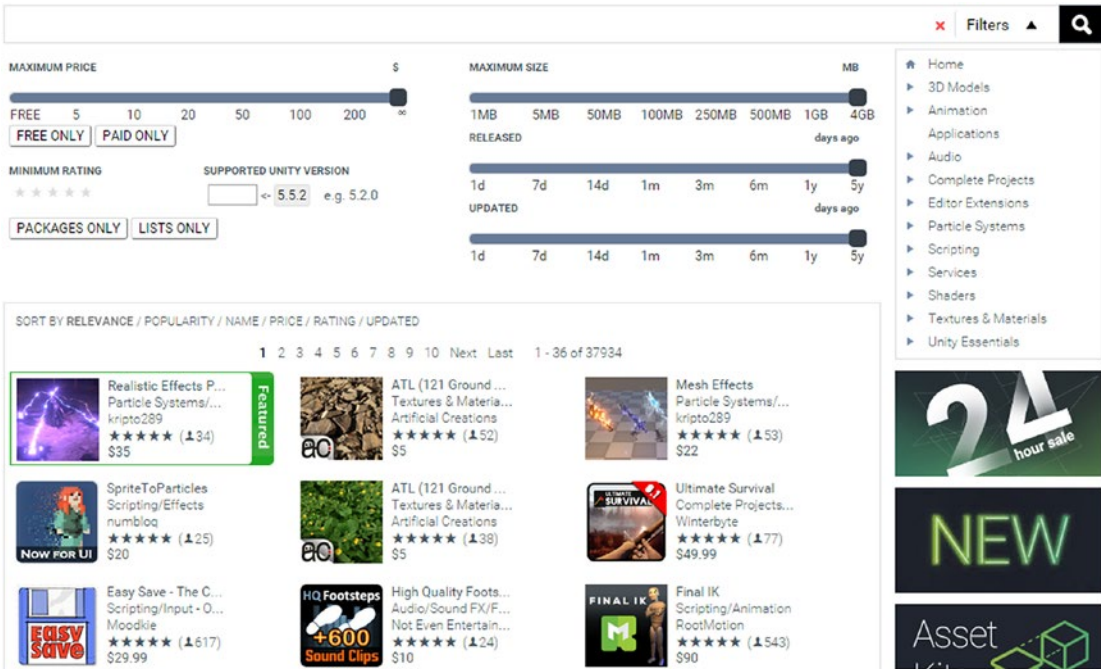 Filters
MAXIMUM PRICE $
FREE 5 10 20 50 100 200 ∞
FREE ONLY PAID ONLY
MINIMUM RATING SUPPORTED UNITY VERSION
<- 5.5.2 e.g. 5.2.0
PACKAGES ONLY LISTS ONLY
MAXIMUM SIZE MB
1MB 5MB 50MB 100MB 250MB 500MB 1GB 4GB
RELEASED days ago
1d 7d 14d 1m 3m 6m 1y 5y
UPDATED days ago
1d 7d 14d 1m 3m 6m 1y 5y
Home
3D Models
Animation
Applications
Audio
Complete Projects
Editor Extensions
Particle Systems
Scripting
Services
Shaders
Textures & Materials
Unity Essentials
SORT BY RELEVANCE / POPULARITY / NAME / PRICE / RATING / UPDATED
1 2 3 4 5 6 7 8 9 10 Next Last 1 - 36 of 37934
Realistic Effects P...
Particle Systems/...
kripto289
★★★★★ (34)
$35
Featured
ATL (121 Ground ...
Textures & Materia...
Artificial Creations
★★★★★ (52)
$5
Mesh Effects
Particle Systems/...
kripto289
★★★★★ (53)
$22
NOW FOR UI
SpriteToParticles
Scripting/Effects
numbloq
★★★★★ (25)
$20
ATL (121 Ground ...
Textures & Materia...
Artificial Creations
★★★★★ (38)
$5
ULTIMATE
SURVIVAL
0.1
Ultimate Survival
Complete Projects...
Winterbyte
★★★★★ (77)
$49.99
EASY
SAVE
Easy Save - The C...
Scripting/Input - O...
Moodkie
★★★★★ (617)
$29.99
HQ Footsteps
+600
Sound Clips
High Quality Foots...
Audio/Sound FX/F...
Not Even Entertain...
★★★★★ (24)
$10
FINAL IK
Final IK
Scripting/Animation
RootMotion
★★★★★ (543)
$90
24
hour sale
NEW
Asset